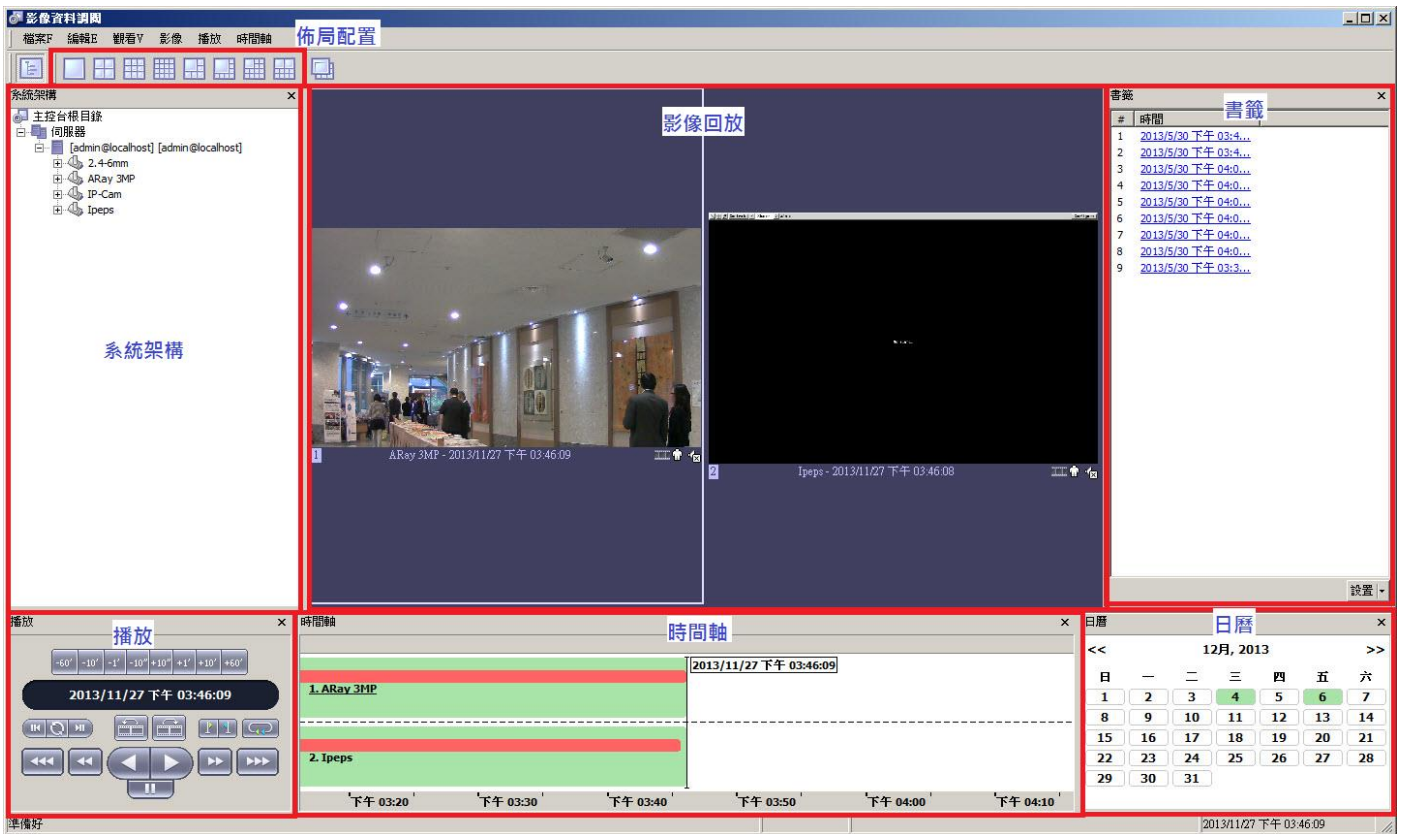 影像資料調閱
檔案F 編輯E 觀看V 影像 播放 時間軸
佈局配置
系統架構
主控台根目錄
伺服器
[admin@localhost] [admin@localhost]
2.4-6mm
ARay 3MP
IP-Cam
Ipeps
系統架構
影像回放
1 ARay 3MP - 2013/11/27 下午 03:46:09
2 Ipeps - 2013/11/27 下午 03:46:08
書籤
書籤
# 時間
1 2013/5/30 下午 03:4...
2 2013/5/30 下午 03:4...
3 2013/5/30 下午 04:0...
4 2013/5/30 下午 04:0...
5 2013/5/30 下午 04:0...
6 2013/5/30 下午 04:0...
7 2013/5/30 下午 04:0...
8 2013/5/30 下午 04:0...
9 2013/5/30 下午 03:3...
設置
播放
播放
-60' -10' -1' -10" +10" +1' +10' +60'
2013/11/27 下午 03:46:09
時間軸
時間軸
2013/11/27 下午 03:46:09
1. ARay 3MP
2. Ipeps
下午 03:20 下午 03:30 下午 03:40 下午 03:50 下午 04:00 下午 04:10
日曆
日曆
<< 12月, 2013 >>
日 一 二 三 四 五 六
1 2 3 4 5 6 7
8 9 10 11 12 13 14
15 16 17 18 19 20 21
22 23 24 25 26 27 28
29 30 31
準備好
2013/11/27 下午 03:46:09